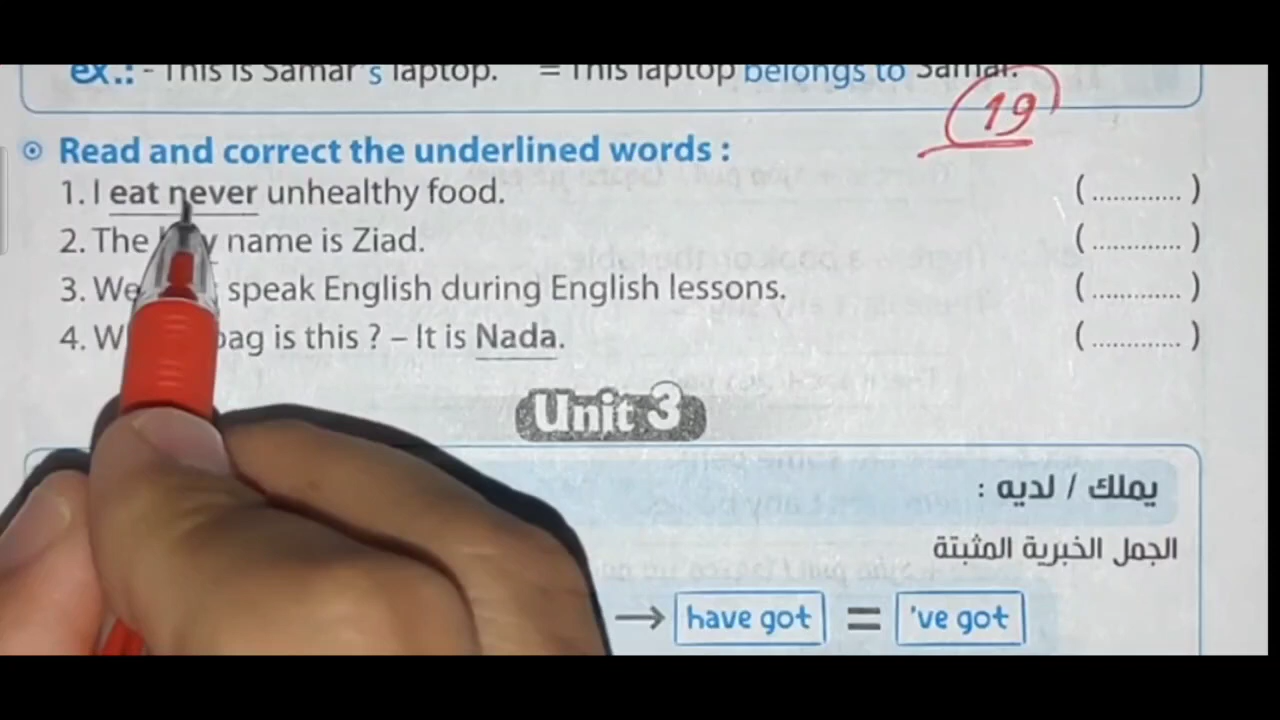 ex.: - This is Samar's laptop. = This laptop belongs to Samar.
19
Read and correct the underlined words :
1. I eat never unhealthy food. (............)
2. The name is Ziad. (............)
3. We speak English during English lessons. (............)
4. bag is this ? – It is Nada. (............)
Unit 3
يملك / لديه :
الجمل الخبرية المثبتة
→ have got = 've got